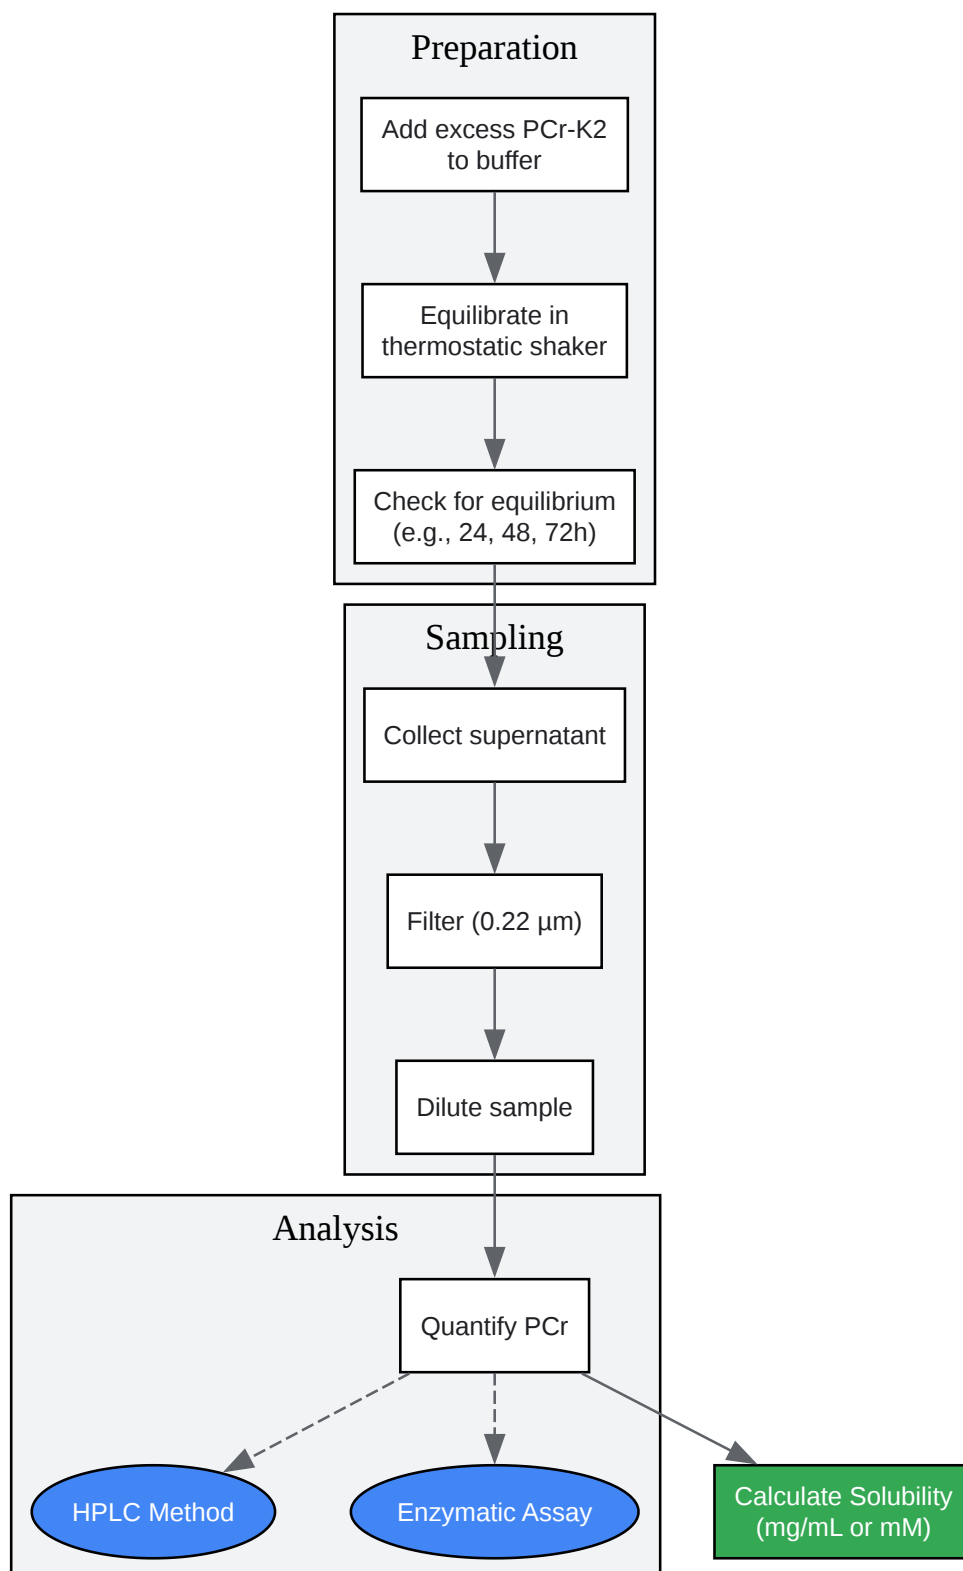 Preparation
Add excess PCr-K2
to buffer
Equilibrate in
thermostatic shaker
Check for equilibrium
(e.g., 24, 48, 72h)
Sampling
Collect supernatant
Filter (0.22 µm)
Dilute sample
Analysis
Quantify PCr
HPLC Method
Enzymatic Assay
Calculate Solubility
(mg/mL or mM)